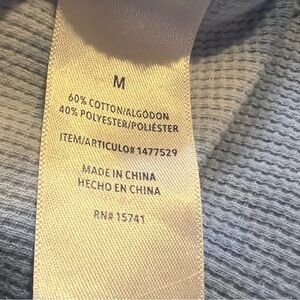 M
60% COTTON/ALGODÓN
40% POLYESTER/POLIÉSTER
ITEM/ARTICULO# 1477529
MADE IN CHINA
HECHO EN CHINA
RN# 15741